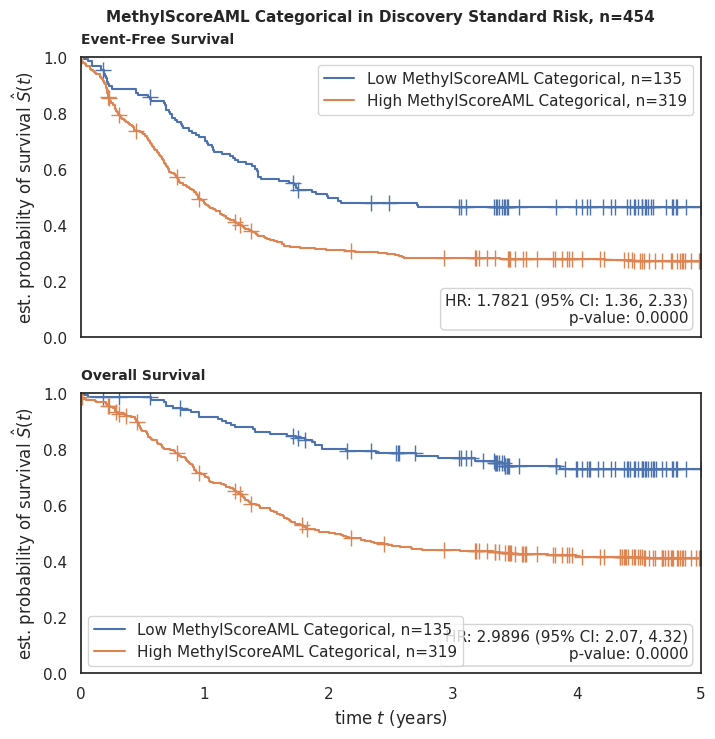 MethylScoreAML Categorical in Discovery Standard Risk, n=454
Event-Free Survival
1.0
0.8
0.6
0.4
0.2
0.0
est. probability of survival Ŝ(t)
Low MethylScoreAML Categorical, n=135
High MethylScoreAML Categorical, n=319
HR: 1.7821 (95% CI: 1.36, 2.33)
p-value: 0.0000
Overall Survival
1.0
0.8
0.6
0.4
0.2
0.0
est. probability of survival Ŝ(t)
Low MethylScoreAML Categorical, n=135
High MethylScoreAML Categorical, n=319
HR: 2.9896 (95% CI: 2.07, 4.32)
p-value: 0.0000
0 1 2 3 4 5
time t (years)